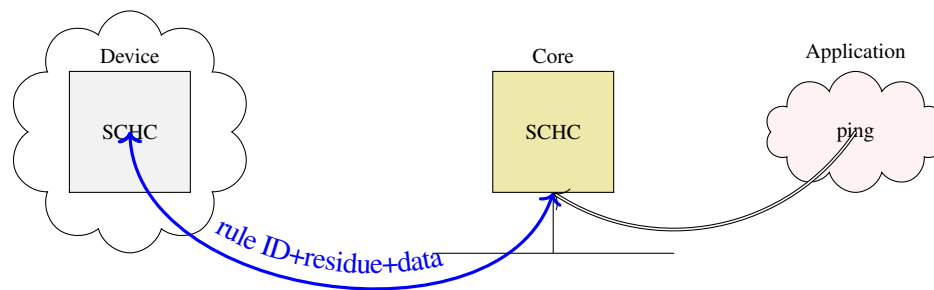 Device
Core
Application
SCHC
SCHC
ping
rule ID+residue+data